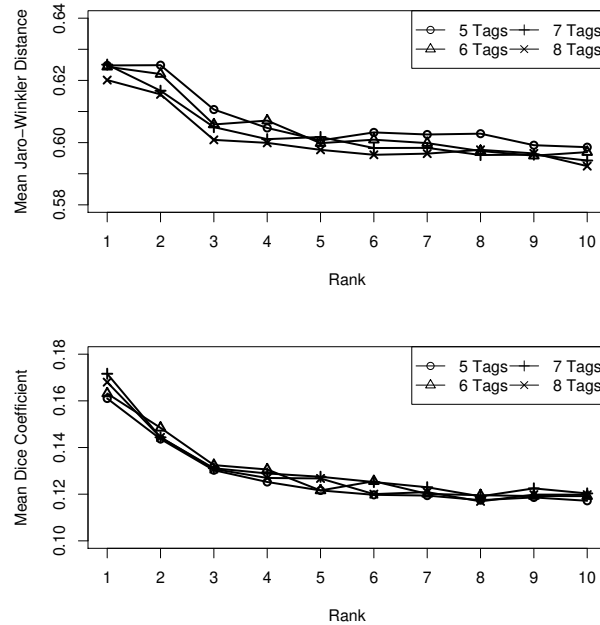 Mean Jaro−Winkler Distance
0.64
0.62
0.60
0.58
5 Tags 7 Tags
6 Tags 8 Tags
1 2 3 4 5 6 7 8 9 10
Rank
Mean Dice Coefficient
0.18
0.16
0.14
0.12
0.10
5 Tags 7 Tags
6 Tags 8 Tags
1 2 3 4 5 6 7 8 9 10
Rank